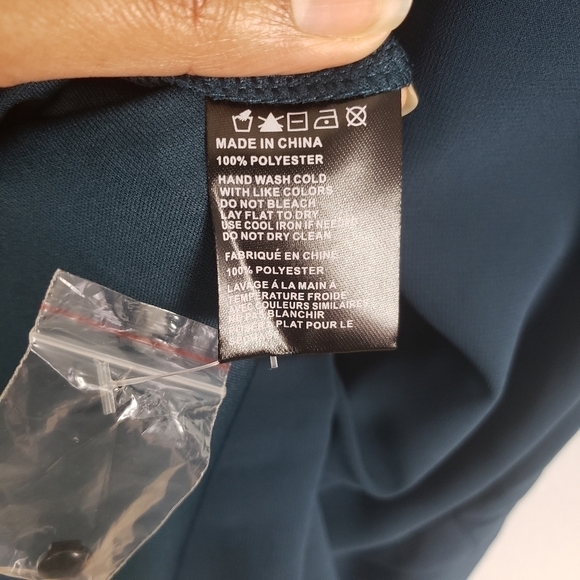 MADE IN CHINA
100% POLYESTER
HAND WASH COLD
WITH LIKE COLORS
DO NOT BLEACH
LAY FLAT TO DRY
USE COOL IRON IF NEEDED
DO NOT DRY CLEAN
FABRIQUÉ EN CHINE
100% POLYESTER
LAVAGE Á LA MAIN Á
TEMPÉRATURE FROIDE
AVEC COULEURS SIMILAIRES
BLANCHIR
PLAT POUR LE